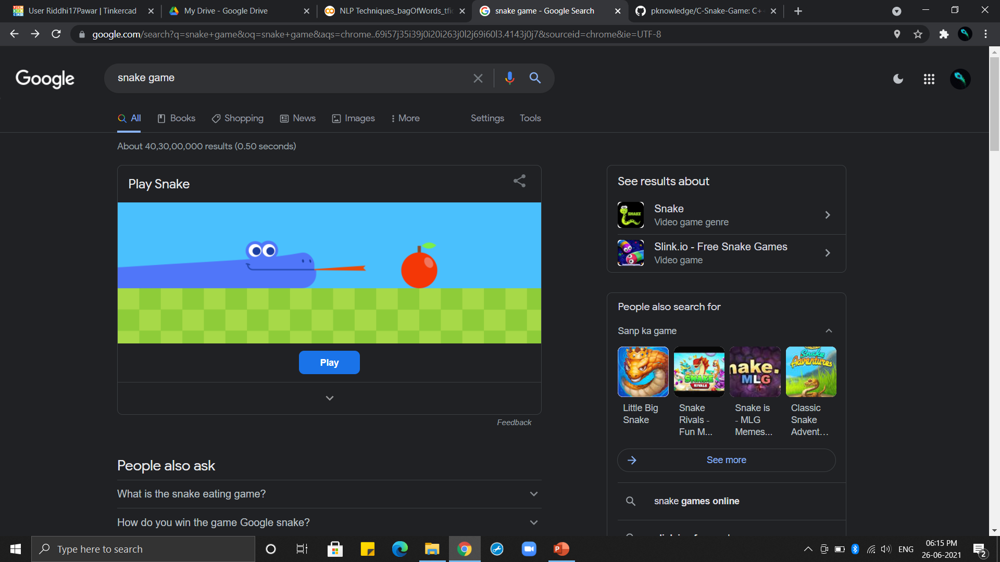 User Riddhi17Pawar | Tinkercad
My Drive - Google Drive
NLP Techniques_bagOfWords_tfi
snake game - Google Search
pknowledge/C-Snake-Game: C+
google.com/search?q=snake+game&oq=snake+game&aqs=chrome..69i57j35i39j0i20i263j0l2j69i60l3.4143j0j7&sourceid=chrome&ie=UTF-8
Google
snake game
All
Books
Shopping
News
Images
More
Settings
Tools
About 40,30,00,000 results (0.50 seconds)
Play Snake
Play
Feedback
People also ask
What is the snake eating game?
How do you win the game Google snake?
See results about
SNAKE
Snake
Video game genre
Slink.io - Free Snake Games
Video game
People also search for
Sanp ka game
SNAKE
RIVALS
nake.
MLG
Snake
Adventures
Little Big
Snake
Snake
Rivals -
Fun M...
Snake is
- MLG
Memes...
Classic
Snake
Advent...
See more
snake games online
Type here to search
ENG
06:15 PM
26-06-2021
2